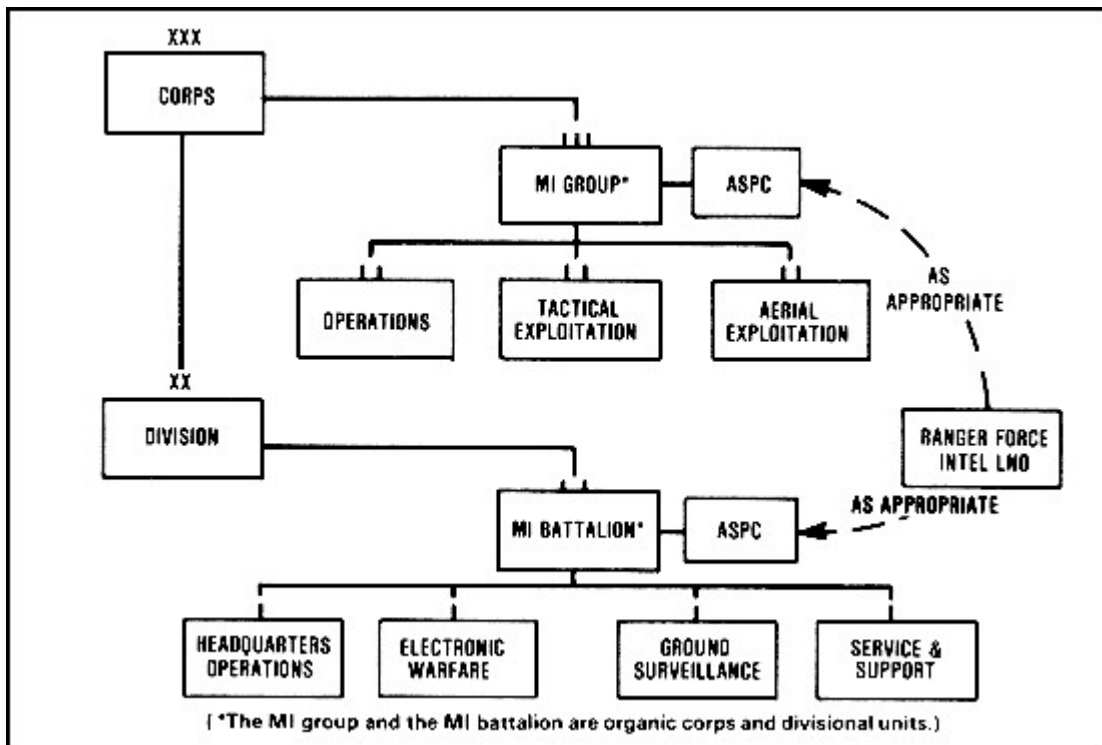 XXX
CORPS
MI GROUP*
ASPC
AS
APPROPRIATE
OPERATIONS
TACTICAL
EXPLOITATION
AERIAL
EXPLOITATION
XX
DIVISION
RANGER FORCE
INTEL LNO
AS APPROPRIATE
MI BATTALION*
ASPC
HEADQUARTERS
OPERATIONS
ELECTRONIC
WARFARE
GROUND
SURVEILLANCE
SERVICE &
SUPPORT
( *The MI group and the MI battalion are organic corps and divisional units.)